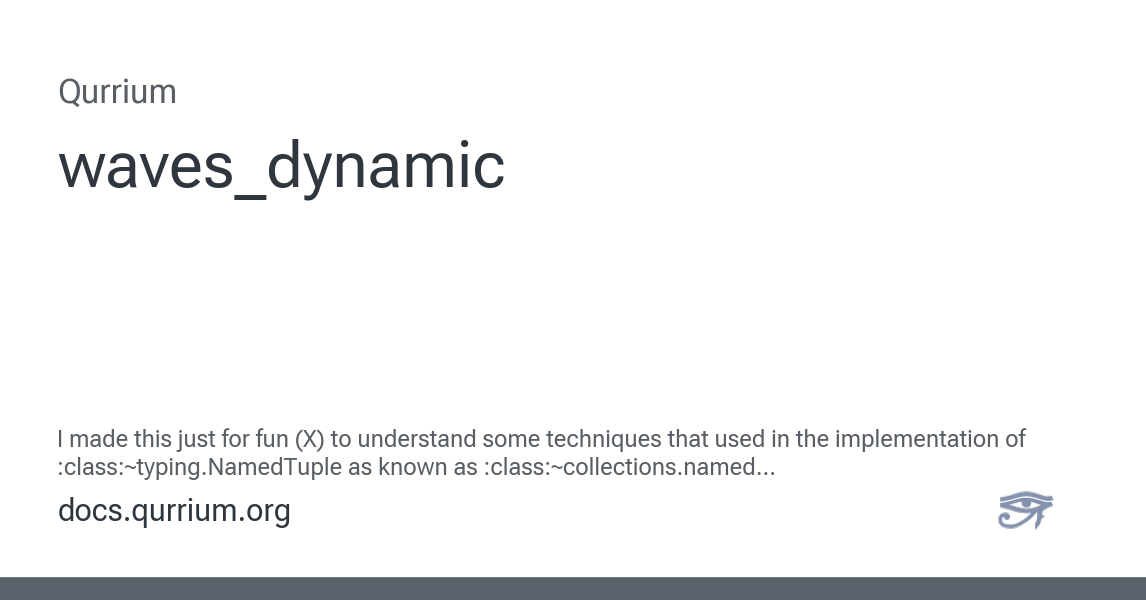 Qurrium
waves_dynamic
I made this just for fun (X) to understand some techniques that used in the implementation of
:class:~typing.NamedTuple as known as :class:~collections.named...
docs.qurrium.org